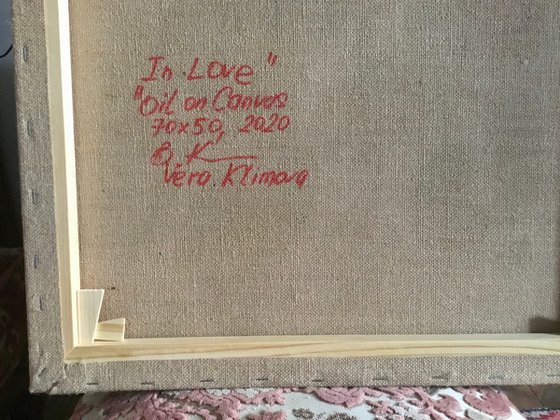 In Love"
"Oil on Canvas
70x50, 2020
Vera Klimova